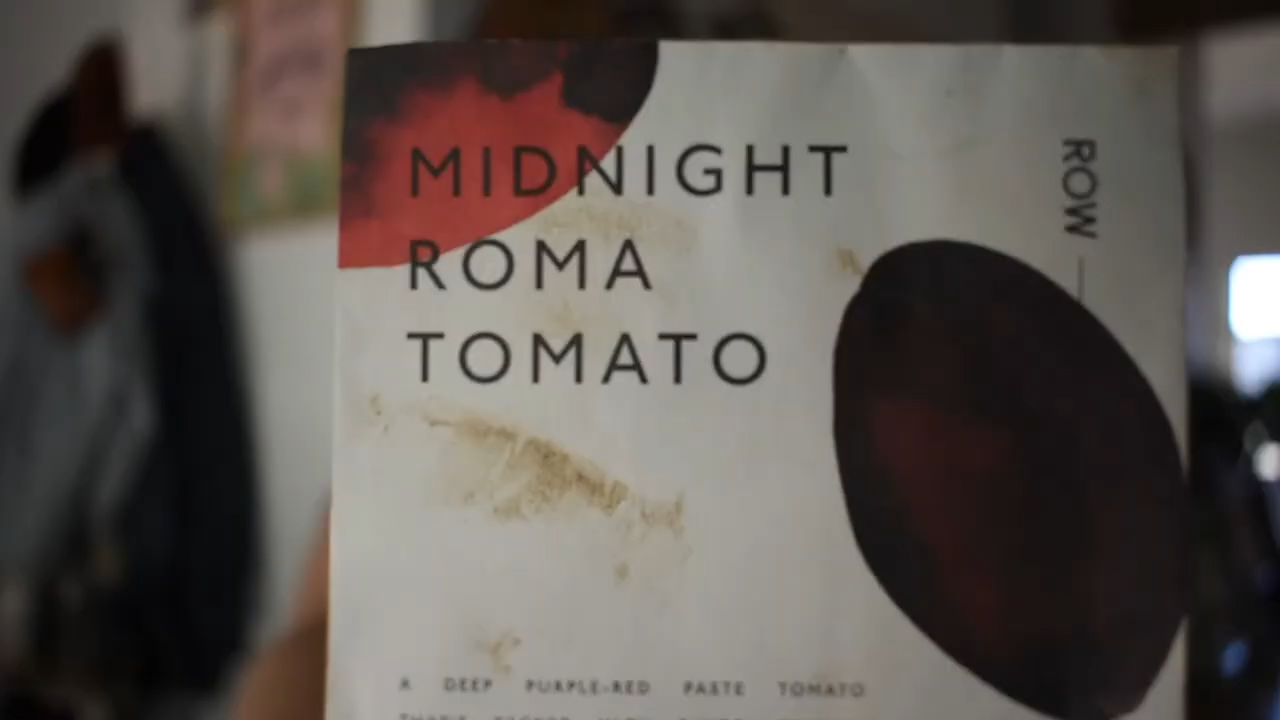 MIDNIGHT
ROMA
TOMATO
ROW —
A DEEP PURPLE-RED PASTE TOMATO